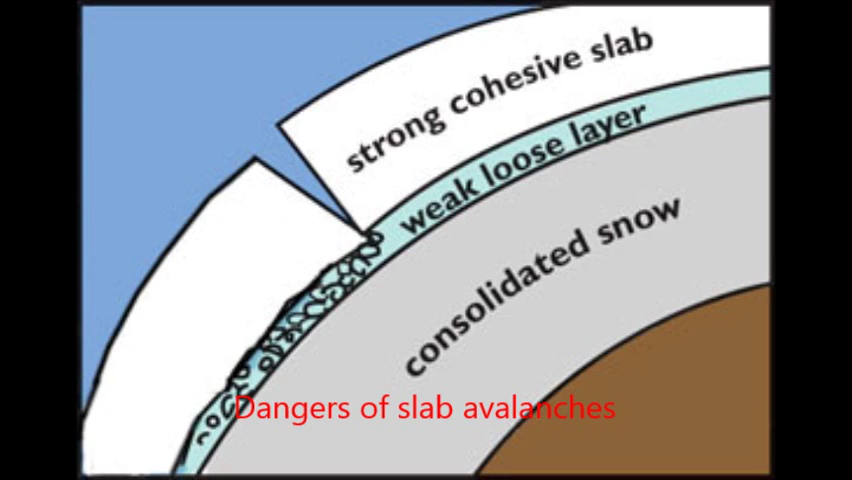 strong cohesive slab
weak loose layer
consolidated snow
Dangers of slab avalanches